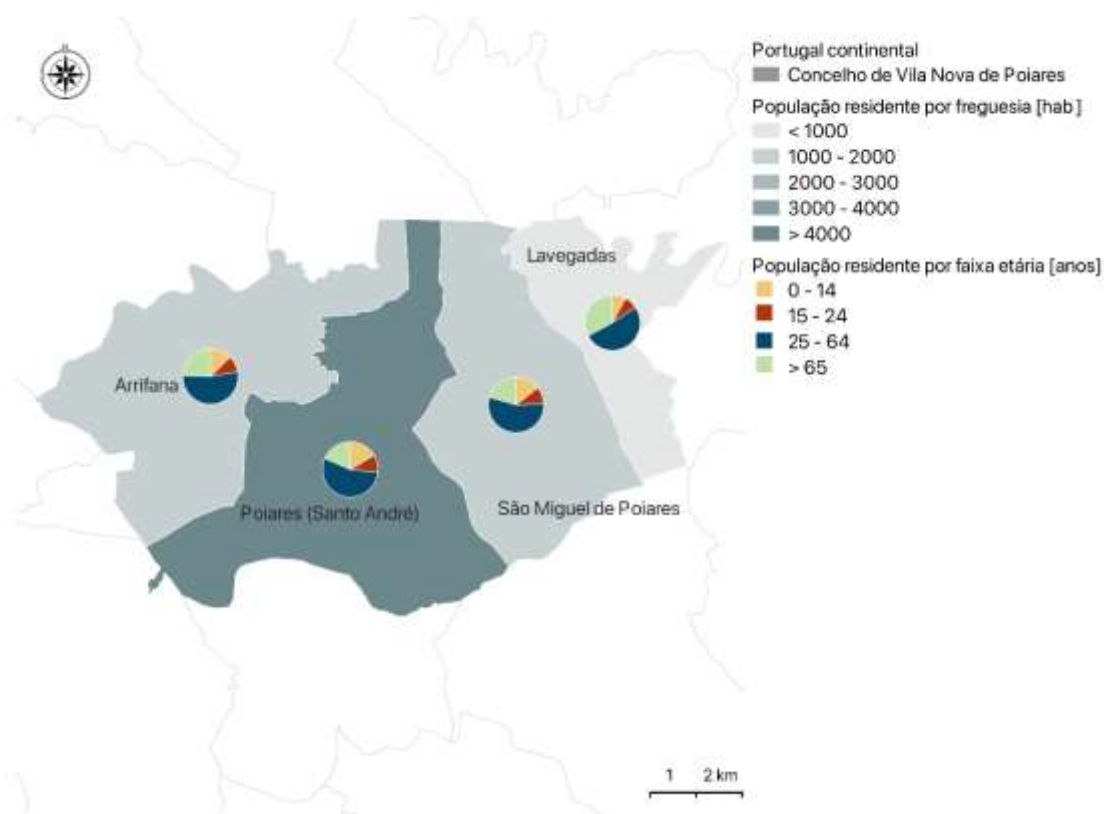 Portugal continental
Concelho de Vila Nova de Poiares
População residente por freguesia [hab]
< 1000
1000 - 2000
2000 - 3000
3000 - 4000
> 4000
População residente por faixa etária [anos]
0 - 14
15 - 24
25 - 64
> 65
Lavegadas
Arrifana
Poiares (Santo André)
São Miguel de Poiares
1 2 km